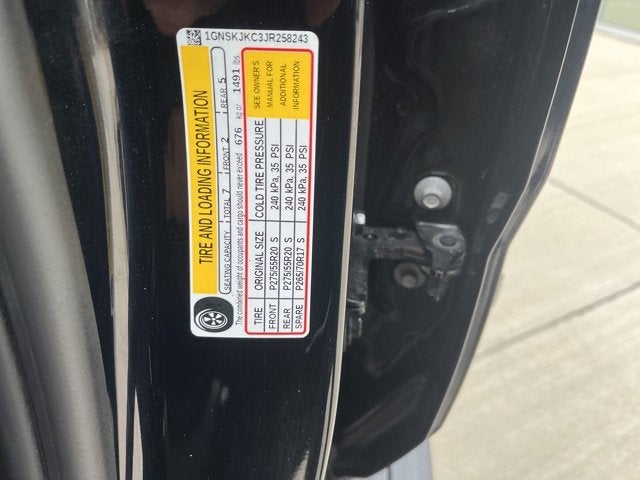 1GNSKJKC3JR258243
TIRE AND LOADING INFORMATION
SEATING CAPACITY TOTAL 7 FRONT 2 REAR 5
The combined weight of occupants and cargo should never exceed 676 kg or 1491 lbs.
TIRE ORIGINAL SIZE COLD TIRE PRESSURE SEE OWNER'S
FRONT P275/55R20 S 240 kPa, 35 PSI MANUAL FOR
REAR P275/55R20 S 240 kPa, 35 PSI ADDITIONAL
SPARE P265/70R17 S 240 kPa, 35 PSI INFORMATION